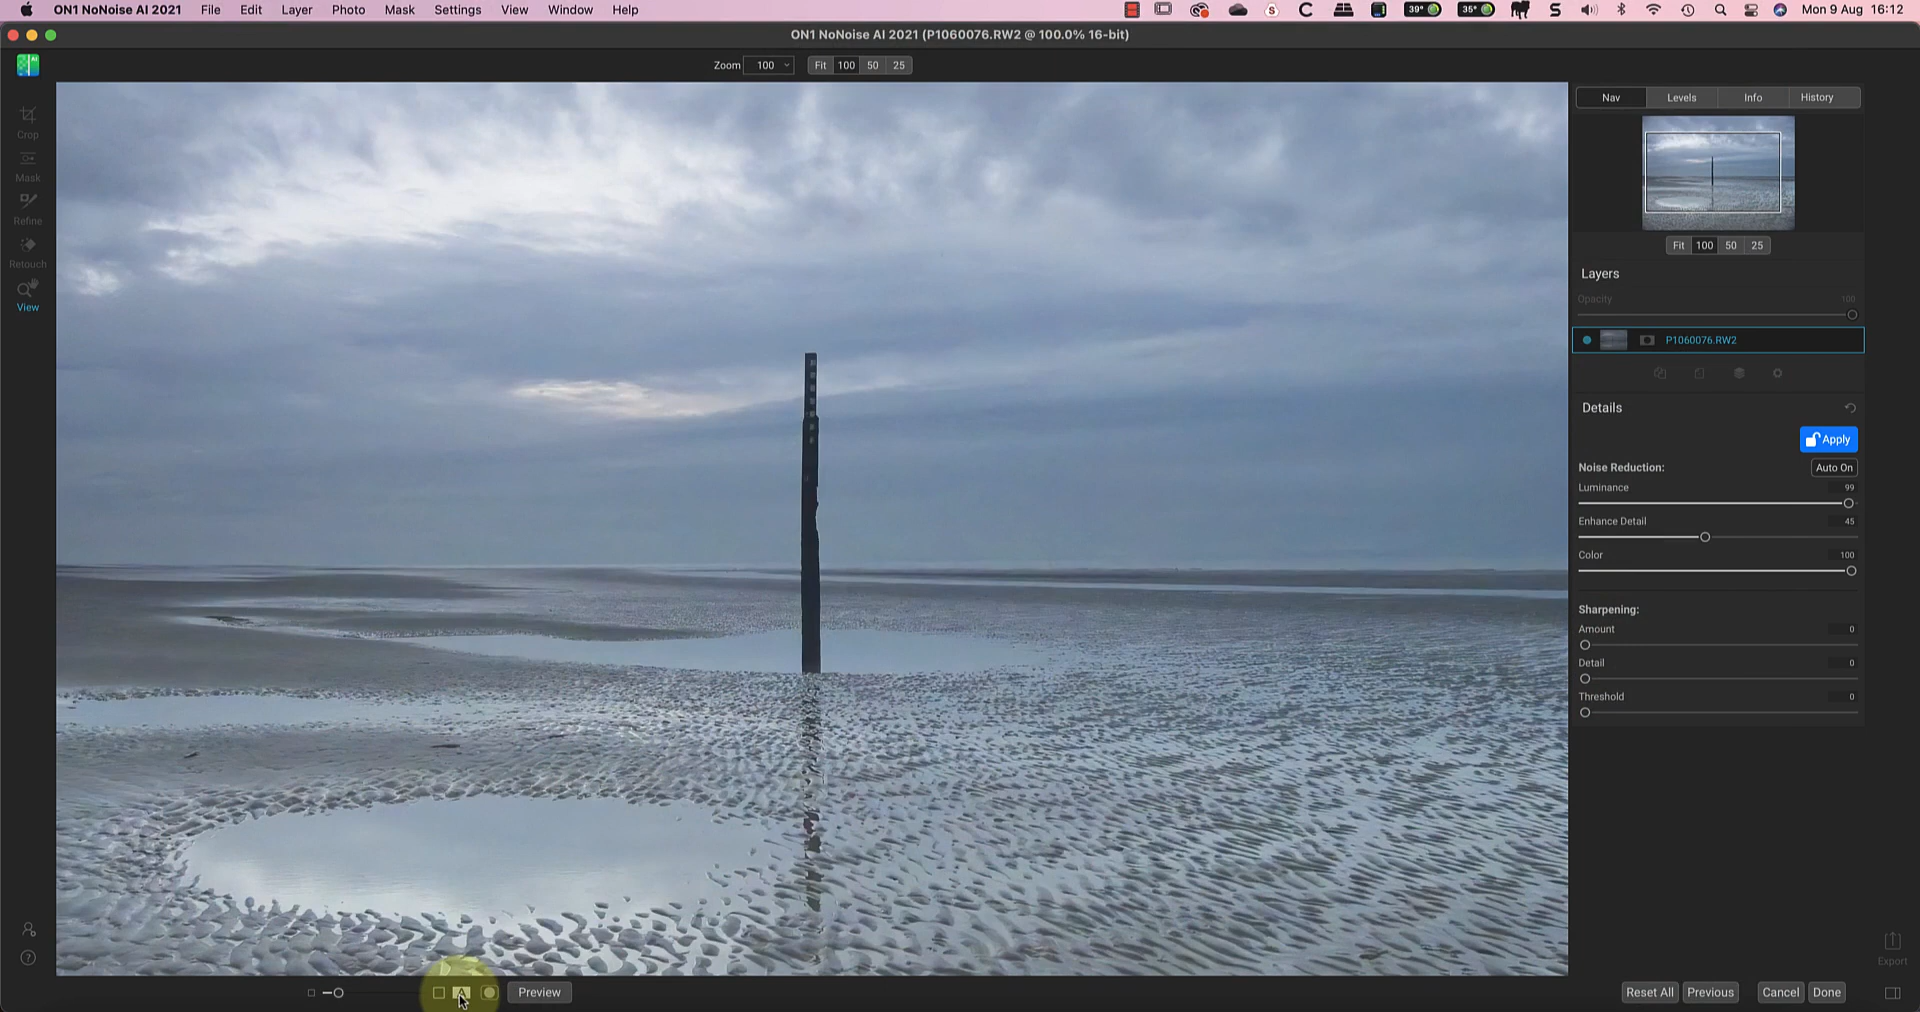 ON1 NoNoise AI 2021 File Edit Layer Photo Mask Settings View Window Help 39° 35° Mon 9 Aug 16:12
ON1 NoNoise AI 2021 (P1060076.RW2 @ 100.0% 16-bit)
Zoom 100 Fit 100 50 25
Nav Levels Info History
Crop
Mask
Refine
Retouch
View
Fit 100 50 25
Layers
Opacity 100
P1060076.RW2
Details
Apply
Noise Reduction: Auto On
Luminance 99
Enhance Detail 45
Color 100
Sharpening:
Amount 0
Detail 0
Threshold 0
Export
A Preview Reset All Previous Cancel Done